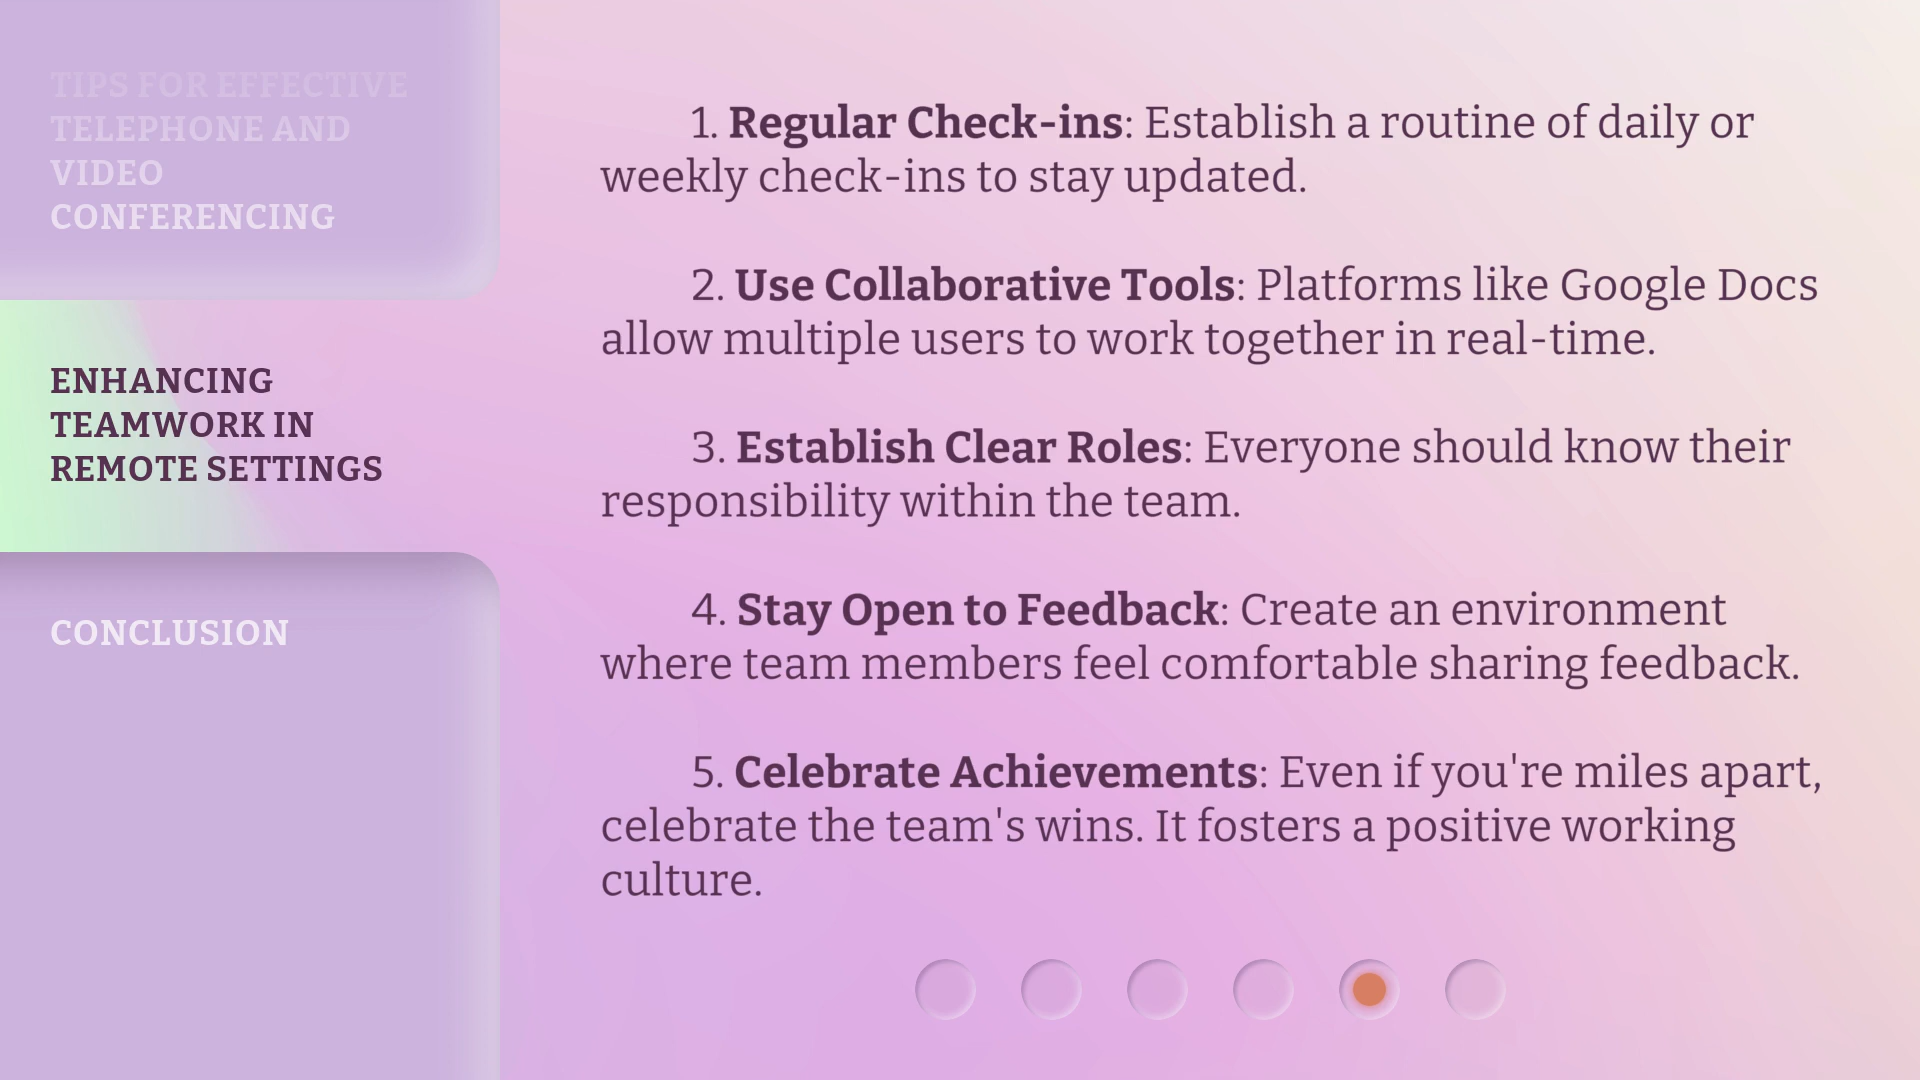 TIPS FOR EFFECTIVE
TELEPHONE AND
VIDEO
CONFERENCING
ENHANCING
TEAMWORK IN
REMOTE SETTINGS
CONCLUSION
1. Regular Check-ins: Establish a routine of daily or
weekly check-ins to stay updated.
2. Use Collaborative Tools: Platforms like Google Docs
allow multiple users to work together in real-time.
3. Establish Clear Roles: Everyone should know their
responsibility within the team.
4. Stay Open to Feedback: Create an environment
where team members feel comfortable sharing feedback.
5. Celebrate Achievements: Even if you're miles apart,
celebrate the team's wins. It fosters a positive working
culture.